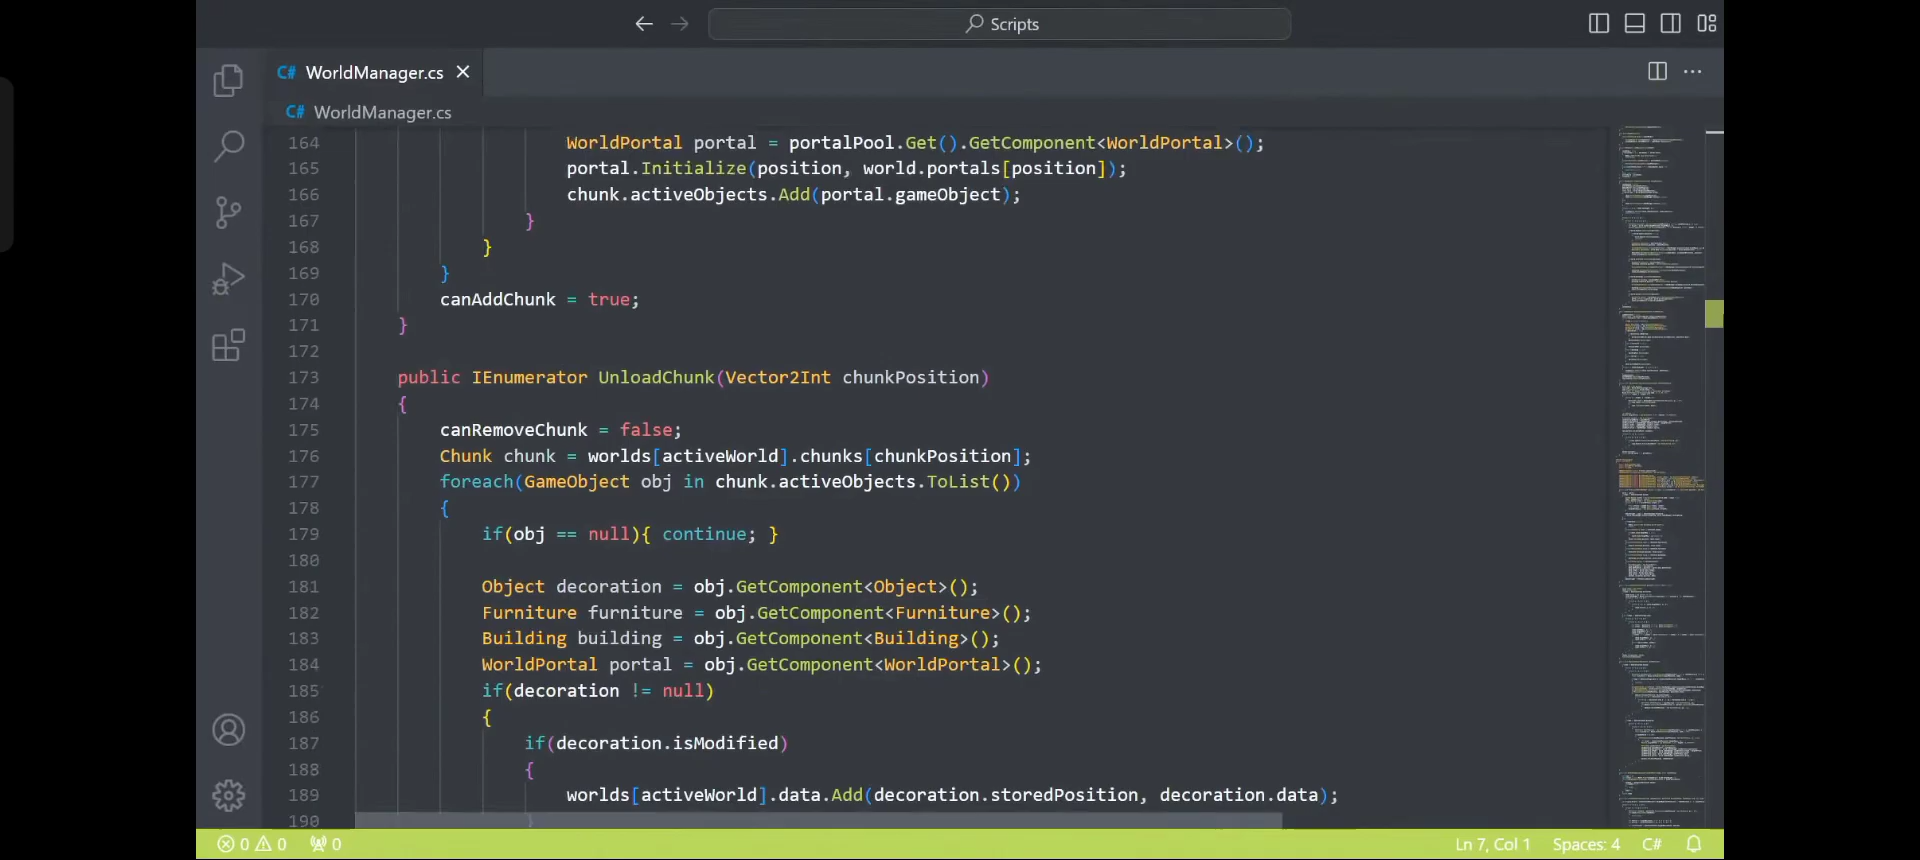 Scripts
C# WorldManager.cs
C# WorldManager.cs
164 WorldPortal portal = portalPool.Get().GetComponent<WorldPortal>();
165 portal.Initialize(position, world.portals[position]);
166 chunk.activeObjects.Add(portal.gameObject);
167 }
168 }
169 }
170 canAddChunk = true;
171 }
172
173 public IEnumerator UnloadChunk(Vector2Int chunkPosition)
174 {
175 canRemoveChunk = false;
176 Chunk chunk = worlds[activeWorld].chunks[chunkPosition];
177 foreach(GameObject obj in chunk.activeObjects.ToList())
178 {
179 if(obj == null){ continue; }
180
181 Object decoration = obj.GetComponent<Object>();
182 Furniture furniture = obj.GetComponent<Furniture>();
183 Building building = obj.GetComponent<Building>();
184 WorldPortal portal = obj.GetComponent<WorldPortal>();
185 if(decoration != null)
186 {
187 if(decoration.isModified)
188 {
189 worlds[activeWorld].data.Add(decoration.storedPosition, decoration.data);
190 }
0 0 0 Ln 7, Col 1 Spaces: 4 C#